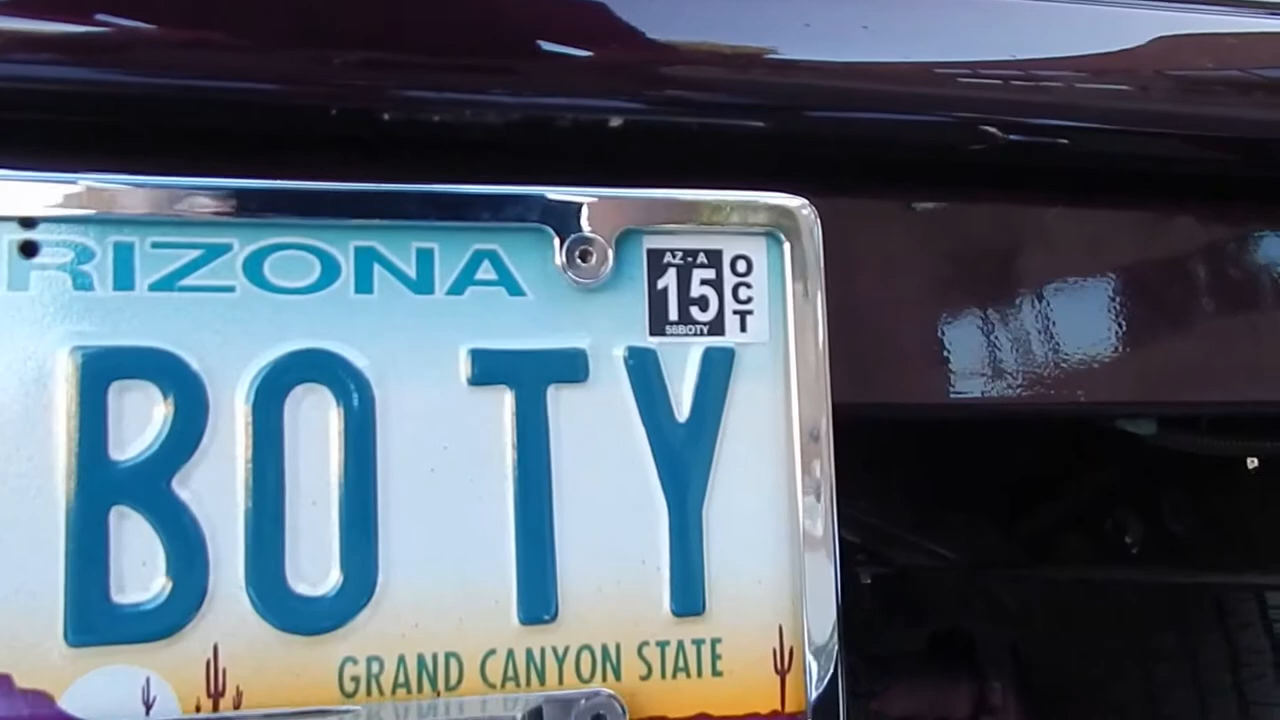 RIZONA
AZ - A
15
OCT
56BOTY
BO TY
GRAND CANYON STATE